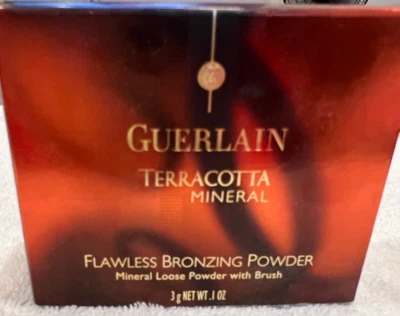 GUERLAIN
TERRACOTTA
MINERAL
FLAWLESS BRONZING POWDER
Mineral Loose Powder with Brush
3 g NET WT .1 OZ